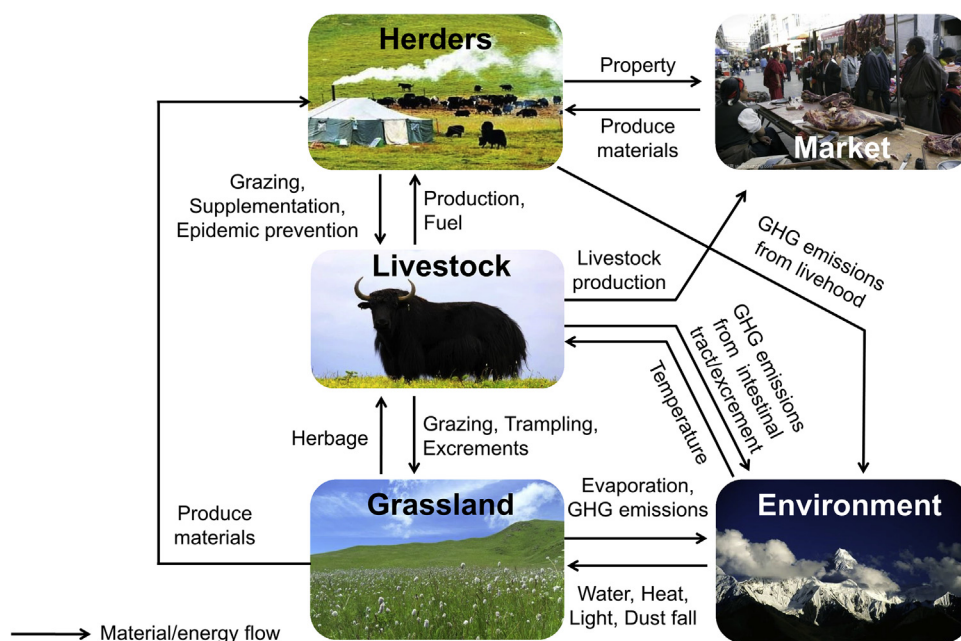 Herders
Property
Produce
materials
Market
Grazing,
Supplementation,
Epidemic prevention
Production,
Fuel
GHG emissions
from livehood
Livestock
Livestock
production
GHG emissions
from intestinal
tract/excrement
Temperature
Herbage
Grazing, Trampling,
Excrements
Grassland
Evaporation,
GHG emissions
Environment
Produce
materials
Water, Heat,
Light, Dust fall
Material/energy flow